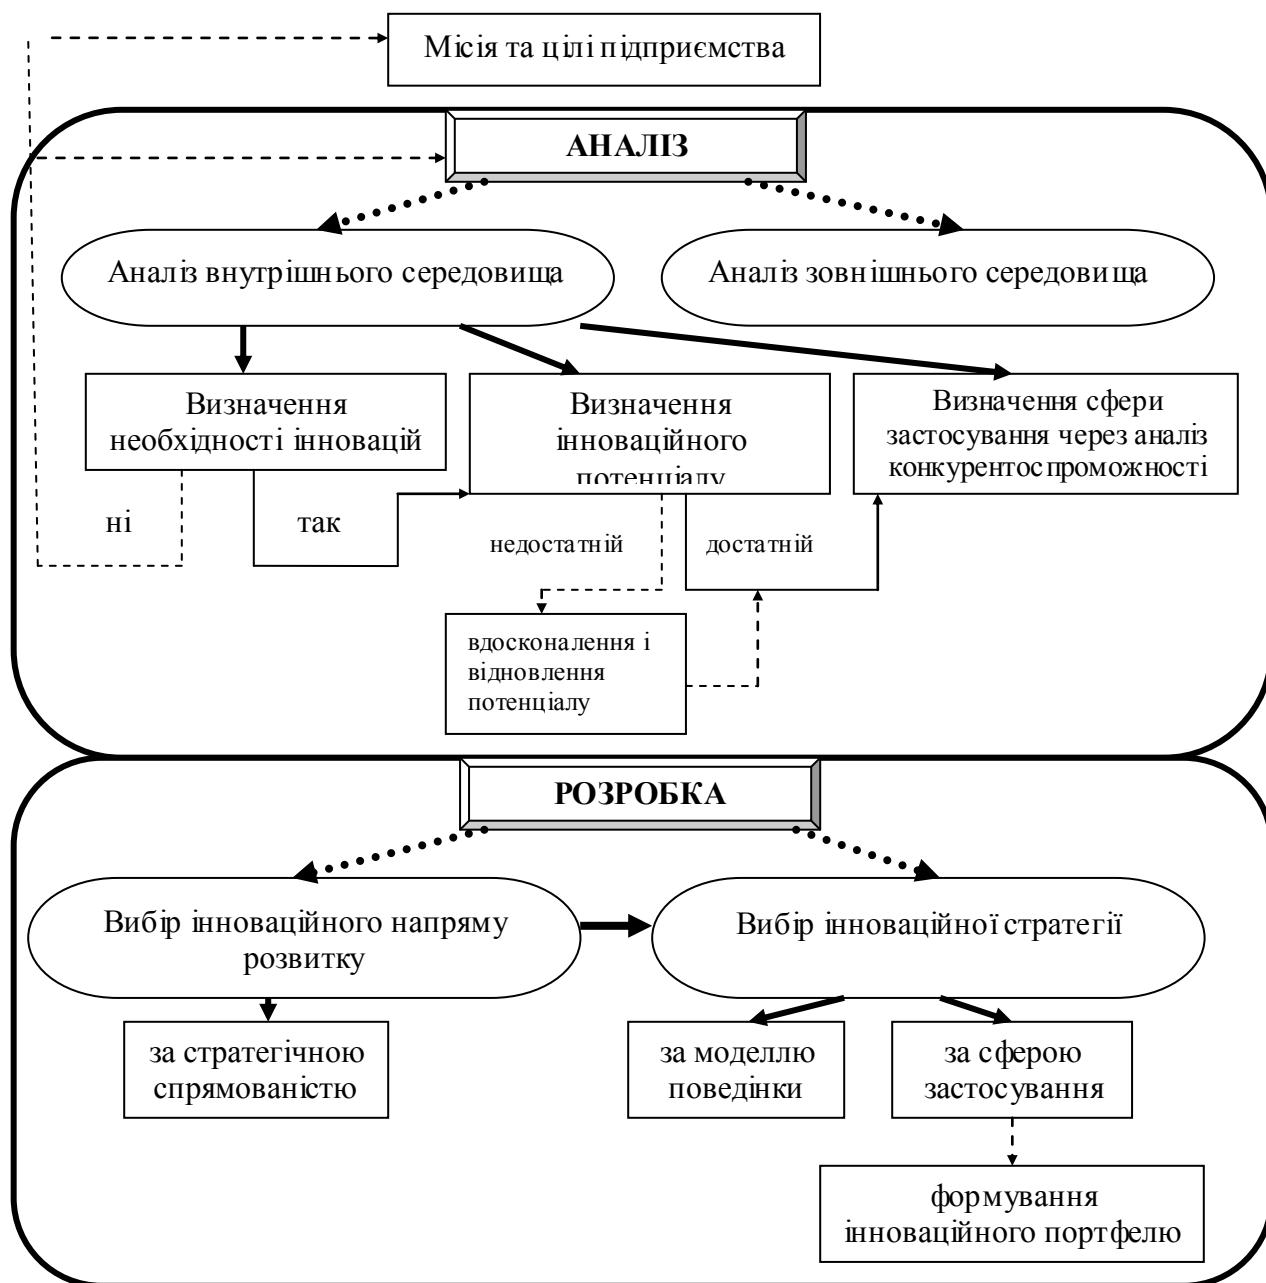 Місія та цілі підприємства
АНАЛІЗ
Аналіз внутрішнього середовища
Аналіз зовнішнього середовища
Визначення
необхідності інновацій
Визначення
інноваційного
потенціалу
Визначення сфери
застосування через аналіз
конкурентоспроможності
ні
так
недостатній
достатній
вдосконалення і
відновлення
потенціалу
РОЗРОБКА
Вибір інноваційного напряму
розвитку
Вибір інноваційної стратегії
за стратегічною
спрямованістю
за моделлю
поведінки
за сферою
застосування
формування
інноваційного портфелю